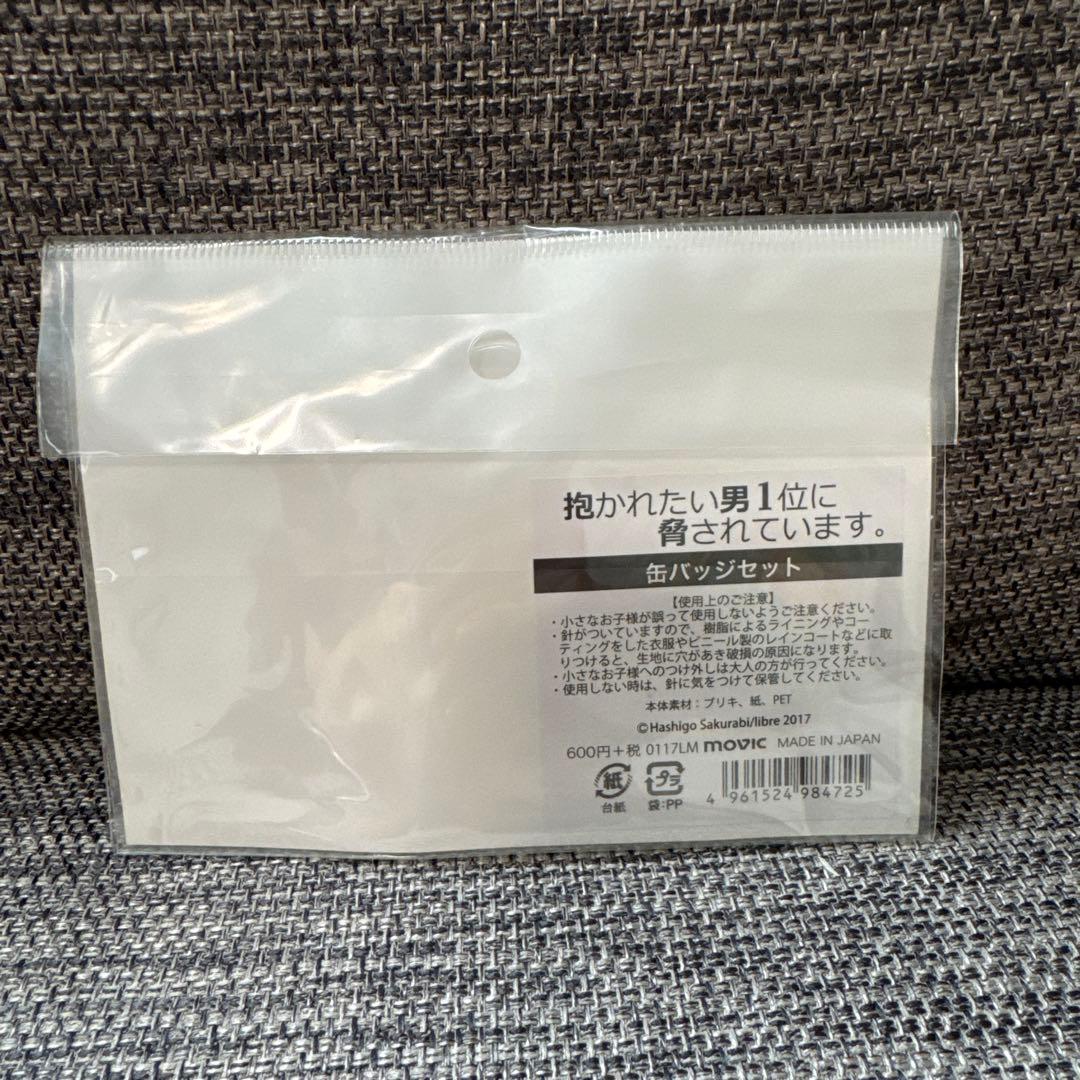 抱かれたい男1位に
脅されています。
缶バッジセット
【使用上のご注意】
・小さなお子様が誤って使用しないようご注意ください。
・針がついていますので、樹脂によるライニングやコー
ティングをした衣服やビニール製のレインコートなどに取
りつけると、生地に穴があき破損の原因になります。
・小さなお子様へのつけ外しは大人の方が行ってください。
・使用しない時は、針に気をつけて保管してください。
本体素材：ブリキ、紙、PET
©Hashigo Sakurabi/libre 2017
600円+税 0117LM movic MADE IN JAPAN
紙 プラ
台紙 袋:PP 4 961524 984725